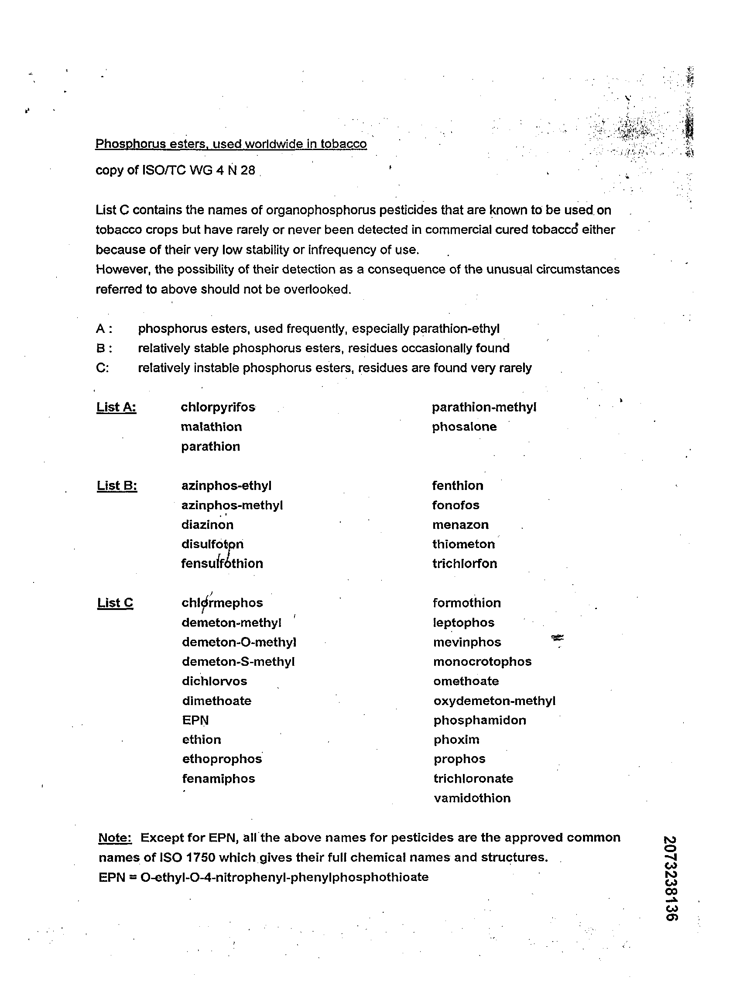 Phosphorus esters, used worldwide in tobacco
copy of ISO/TC WG 4 N 28
List C contains the names of organophosphorus pesticides that are known to be used on
tobacco crops but have rarely or never been detected in commercial cured tobacco either
because of their very low stability or infrequency of use.
However, the possibility of their detection as a consequence of the unusual circumstances
referred to above should not be overlooked.
A : phosphorus esters, used frequently, especially parathion-ethyl
B : relatively stable phosphorus esters, residues occasionally found
C: relatively instable phosphorus esters, residues are found very rarely
List A: chlorpyrifos parathion-methyl
malathion phosalone
parathion
List B: azinphos-ethyl fenthion
azinphos-methyl fonofos
diazinon menazon
disulfoton thiometon
fensulfothion trichlorfon
List C chlormephos formothion
demeton-methyl leptophos
demeton-O-methyl mevinphos
demeton-S-methyl monocrotophos
dichlorvos omethoate
dimethoate oxydemeton-methyl
EPN phosphamidon
ethion phoxim
ethoprophos prophos
fenamiphos trichloronate
vamidothion
Note: Except for EPN, all the above names for pesticides are the approved common
names of ISO 1750 which gives their full chemical names and structures.
EPN = O-ethyl-O-4-nitrophenyl-phenylphosphothioate
2073238136